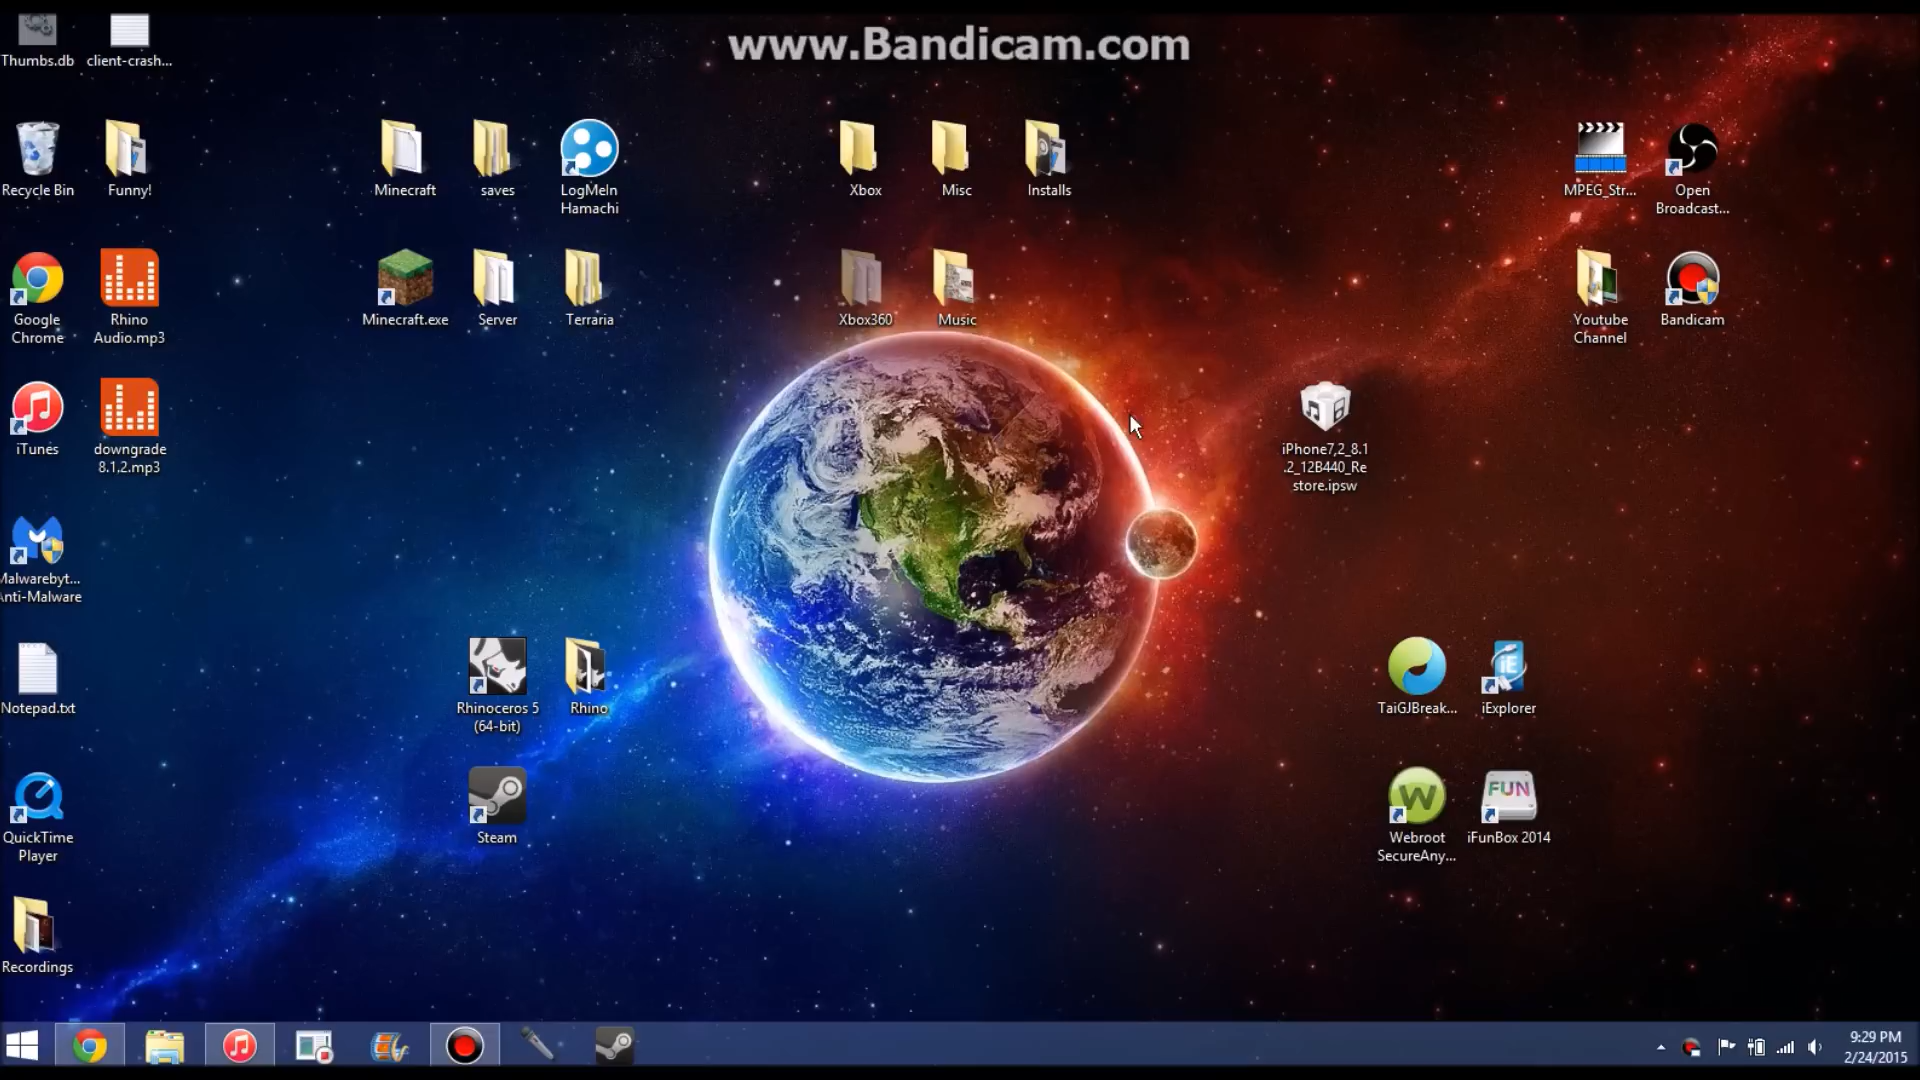 www.Bandicam.com
Thumbs.db
client-crash...
Recycle Bin
Funny!
Minecraft
saves
LogMeIn
Hamachi
Xbox
Misc
Installs
MPEG_Str...
Open
Broadcast...
Google
Chrome
Rhino
Audio.mp3
Minecraft.exe
Server
Terraria
Xbox360
Music
Youtube
Channel
Bandicam
iTunes
downgrade
8.1,2.mp3
iPhone7,2_8.1
.2_12B440_Re
store.ipsw
Malwarebyt...
Anti-Malware
Notepad.txt
Rhinoceros 5
(64-bit)
Rhino
TaiGJBreak...
iE
iExplorer
QuickTime
Player
Steam
W
Webroot
SecureAny...
FUN
iFunBox 2014
Recordings
9:29 PM
2/24/2015